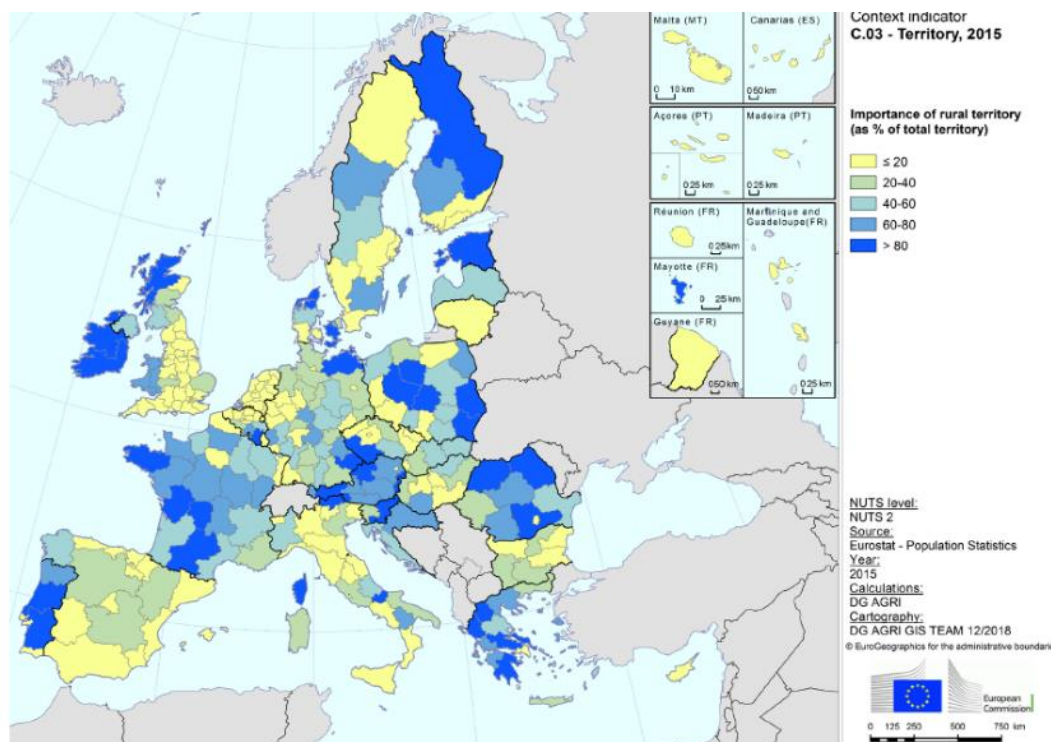 Context indicator
C.03 - Territory, 2015
Importance of rural territory
(as % of total territory)
≤ 20
20-40
40-60
60-80
> 80
Malta (MT)
0 10 km
Canarias (ES)
0 50 km
Açores (PT)
0 25 km
Madeira (PT)
0 25 km
Réunion (FR)
0 25 km
Martinique and
Guadeloupe (FR)
Mayotte (FR)
0 25 km
Guyane (FR)
0 50 km
0 25 km
NUTS level:
NUTS 2
Source:
Eurostat - Population Statistics
Year:
2015
Calculations:
DG AGRI
Cartography:
DG AGRI GIS TEAM 12/2018
© EuroGeographics for the administrative boundarie
European
Commission
0 125 250 500 750 km